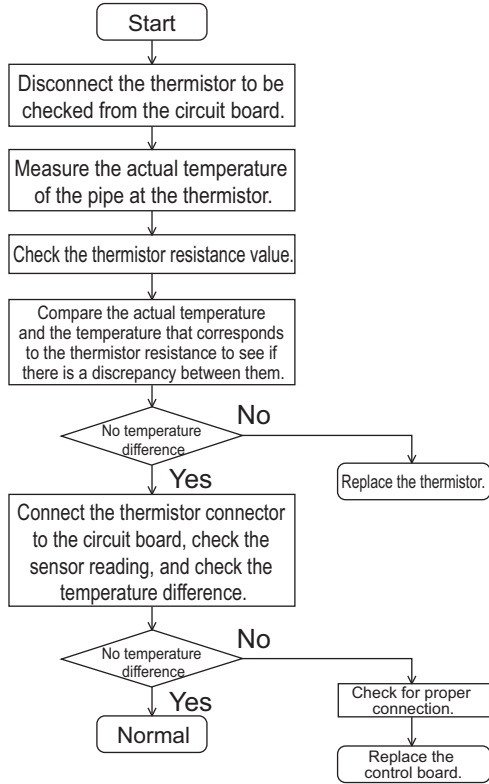 Start
Disconnect the thermistor to be
checked from the circuit board.
Measure the actual temperature
of the pipe at the thermistor.
Check the thermistor resistance value.
Compare the actual temperature
and the temperature that corresponds
to the thermistor resistance to see if
there is a discrepancy between them.
No temperature
difference
No
Replace the thermistor.
Yes
Connect the thermistor connector
to the circuit board, check the
sensor reading, and check the
temperature difference.
No temperature
difference
No
Check for proper
connection.
Replace the
control board.
Yes
Normal